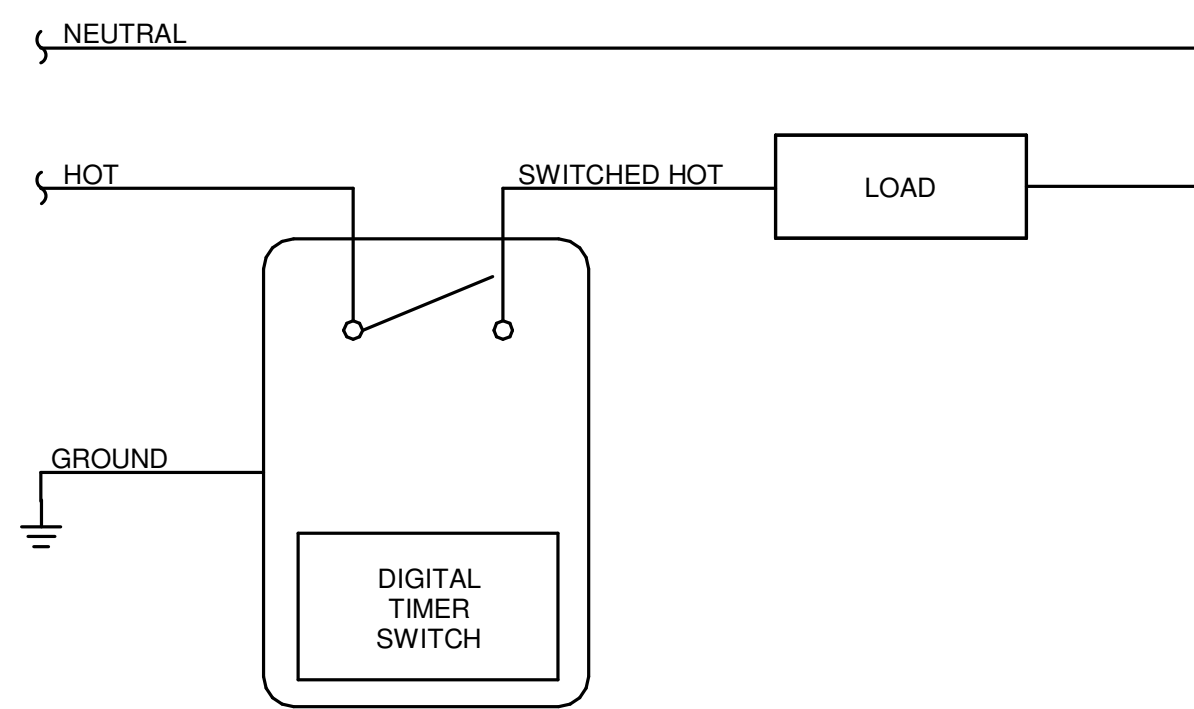 NEUTRAL
HOT
SWITCHED HOT
LOAD
GROUND
DIGITAL
TIMER
SWITCH